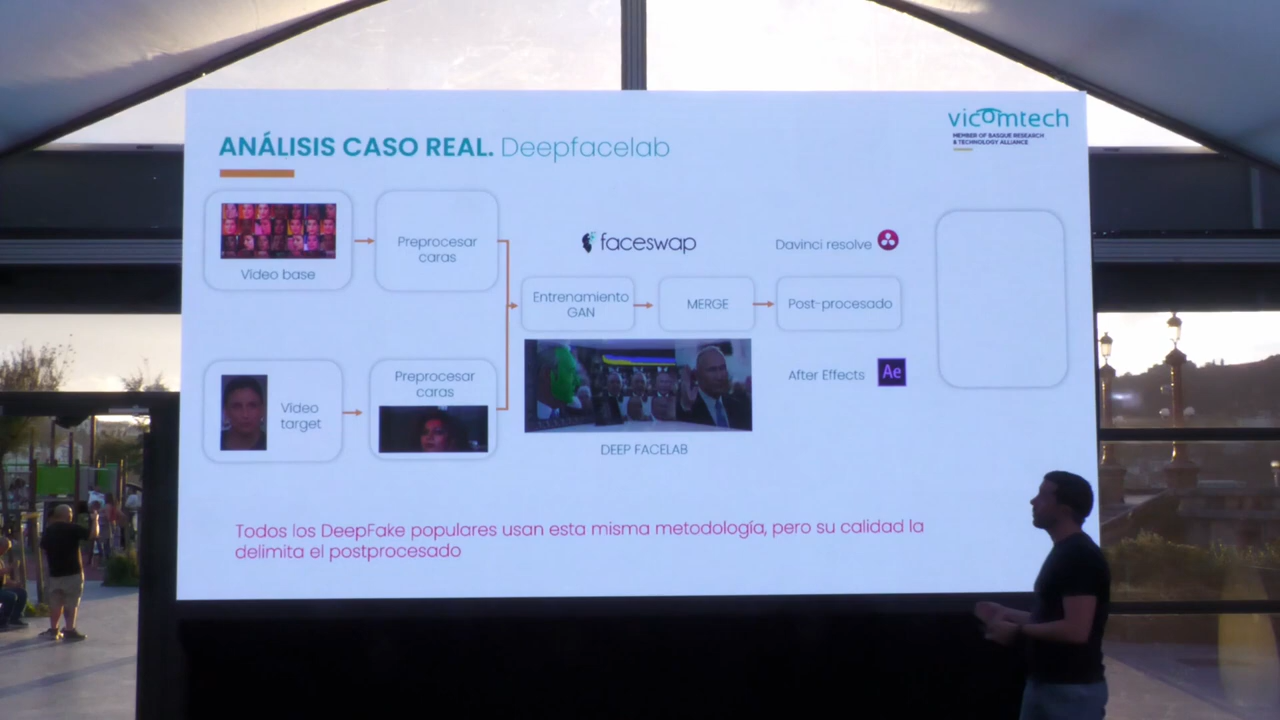 ANÁLISIS CASO REAL. Deepfacelab
vicomtech
MEMBER OF BASQUE RESEARCH
& TECHNOLOGY ALLIANCE
Vídeo base
Preprocesar
caras
faceswap
Davinci resolve
Entrenamiento
GAN
MERGE
Post-procesado
Vídeo
target
Preprocesar
caras
After Effects
Ae
DEEP FACELAB
Todos los DeepFake populares usan esta misma metodología, pero su calidad la
delimita el postprocesado